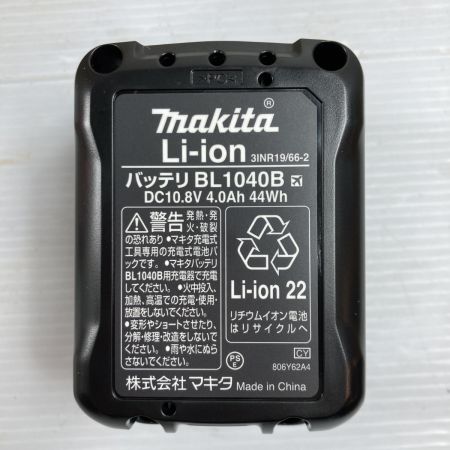 >PC<
makita®
Li-ion 3INR19/66-2
バッテリ BL1040B
DC10.8V 4.0Ah 44Wh
警告 発熱・発
火・破裂
の恐れあり ●マキタ充電式
工具専用の充電式電池パ
ックです。●マキタバッテリ
BL1040B用充電器で充電
してください。●火中投入、
加熱、高温での充電・使用・
放置をしないでください。
●変形やショートさせたり、
分解・修理・改造をしないで
ください。●雨や水にぬら
さないでください。
Li-ion 22
リチウムイオン電池
はリサイクルへ
PS
E
CY
806Y62A4
株式会社マキタ Made in China